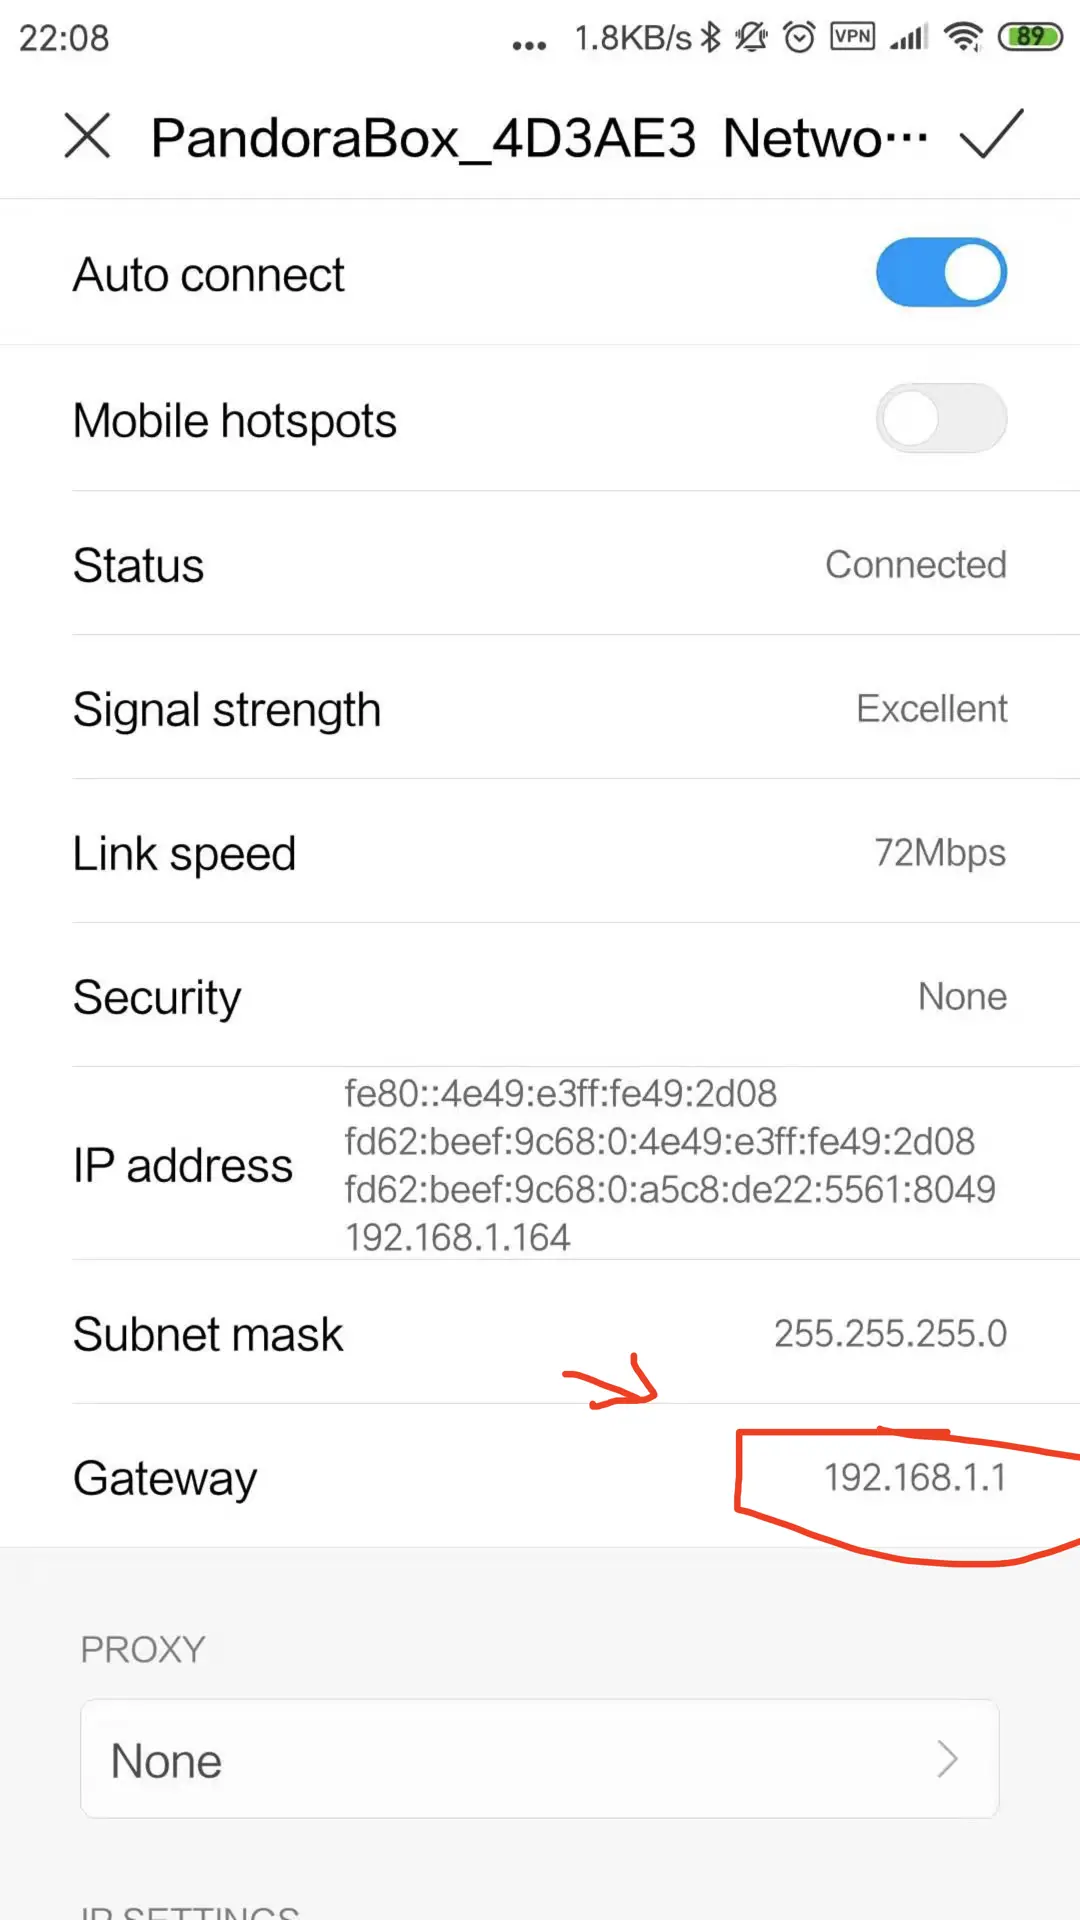 22:08
... 1.8KB/s VPN 89
PandoraBox_4D3AE3 Netwo...
Auto connect
Mobile hotspots
Status Connected
Signal strength Excellent
Link speed 72Mbps
Security None
IP address
fe80::4e49:e3ff:fe49:2d08
fd62:beef:9c68:0:4e49:e3ff:fe49:2d08
fd62:beef:9c68:0:a5c8:de22:5561:8049
192.168.1.164
Subnet mask 255.255.255.0
Gateway 192.168.1.1
PROXY
None
IP SETTINGS